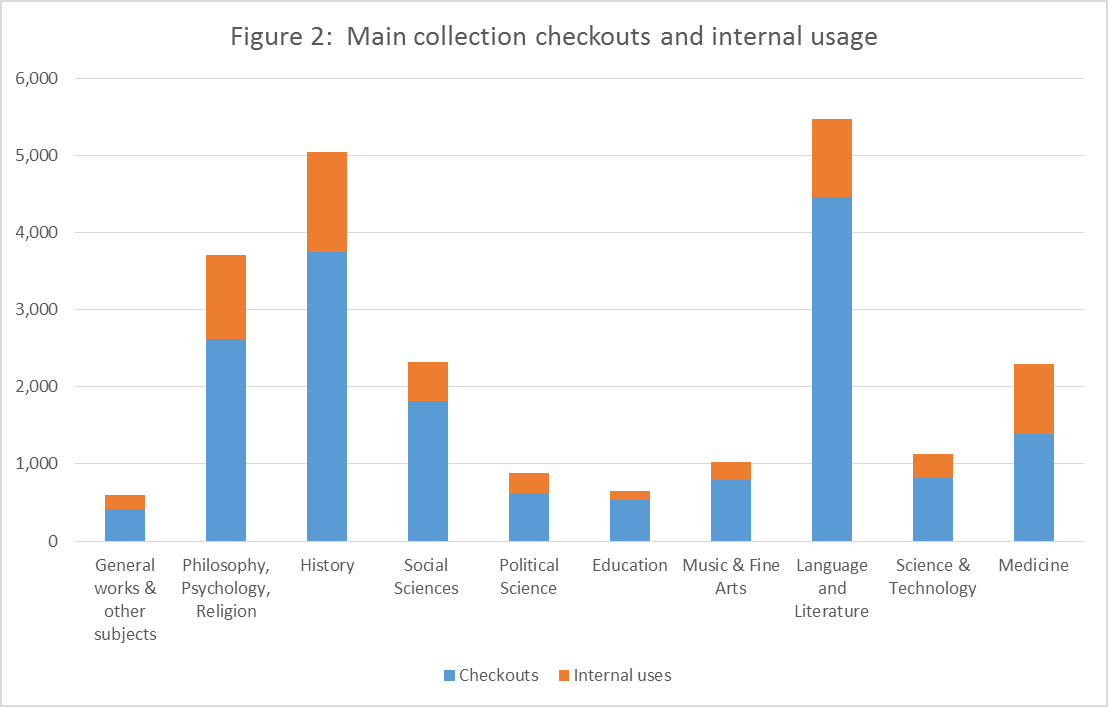 Figure 2:  Main collection checkouts and internal usage
6,000
5,000
4,000
3,000
2,000
1,000
0
General
works &
other
subjects
Philosophy,
Psychology,
Religion
History
Social
Sciences
Political
Science
Education
Music & Fine
Arts
Language
and
Literature
Science &
Technology
Medicine
Checkouts
Internal uses